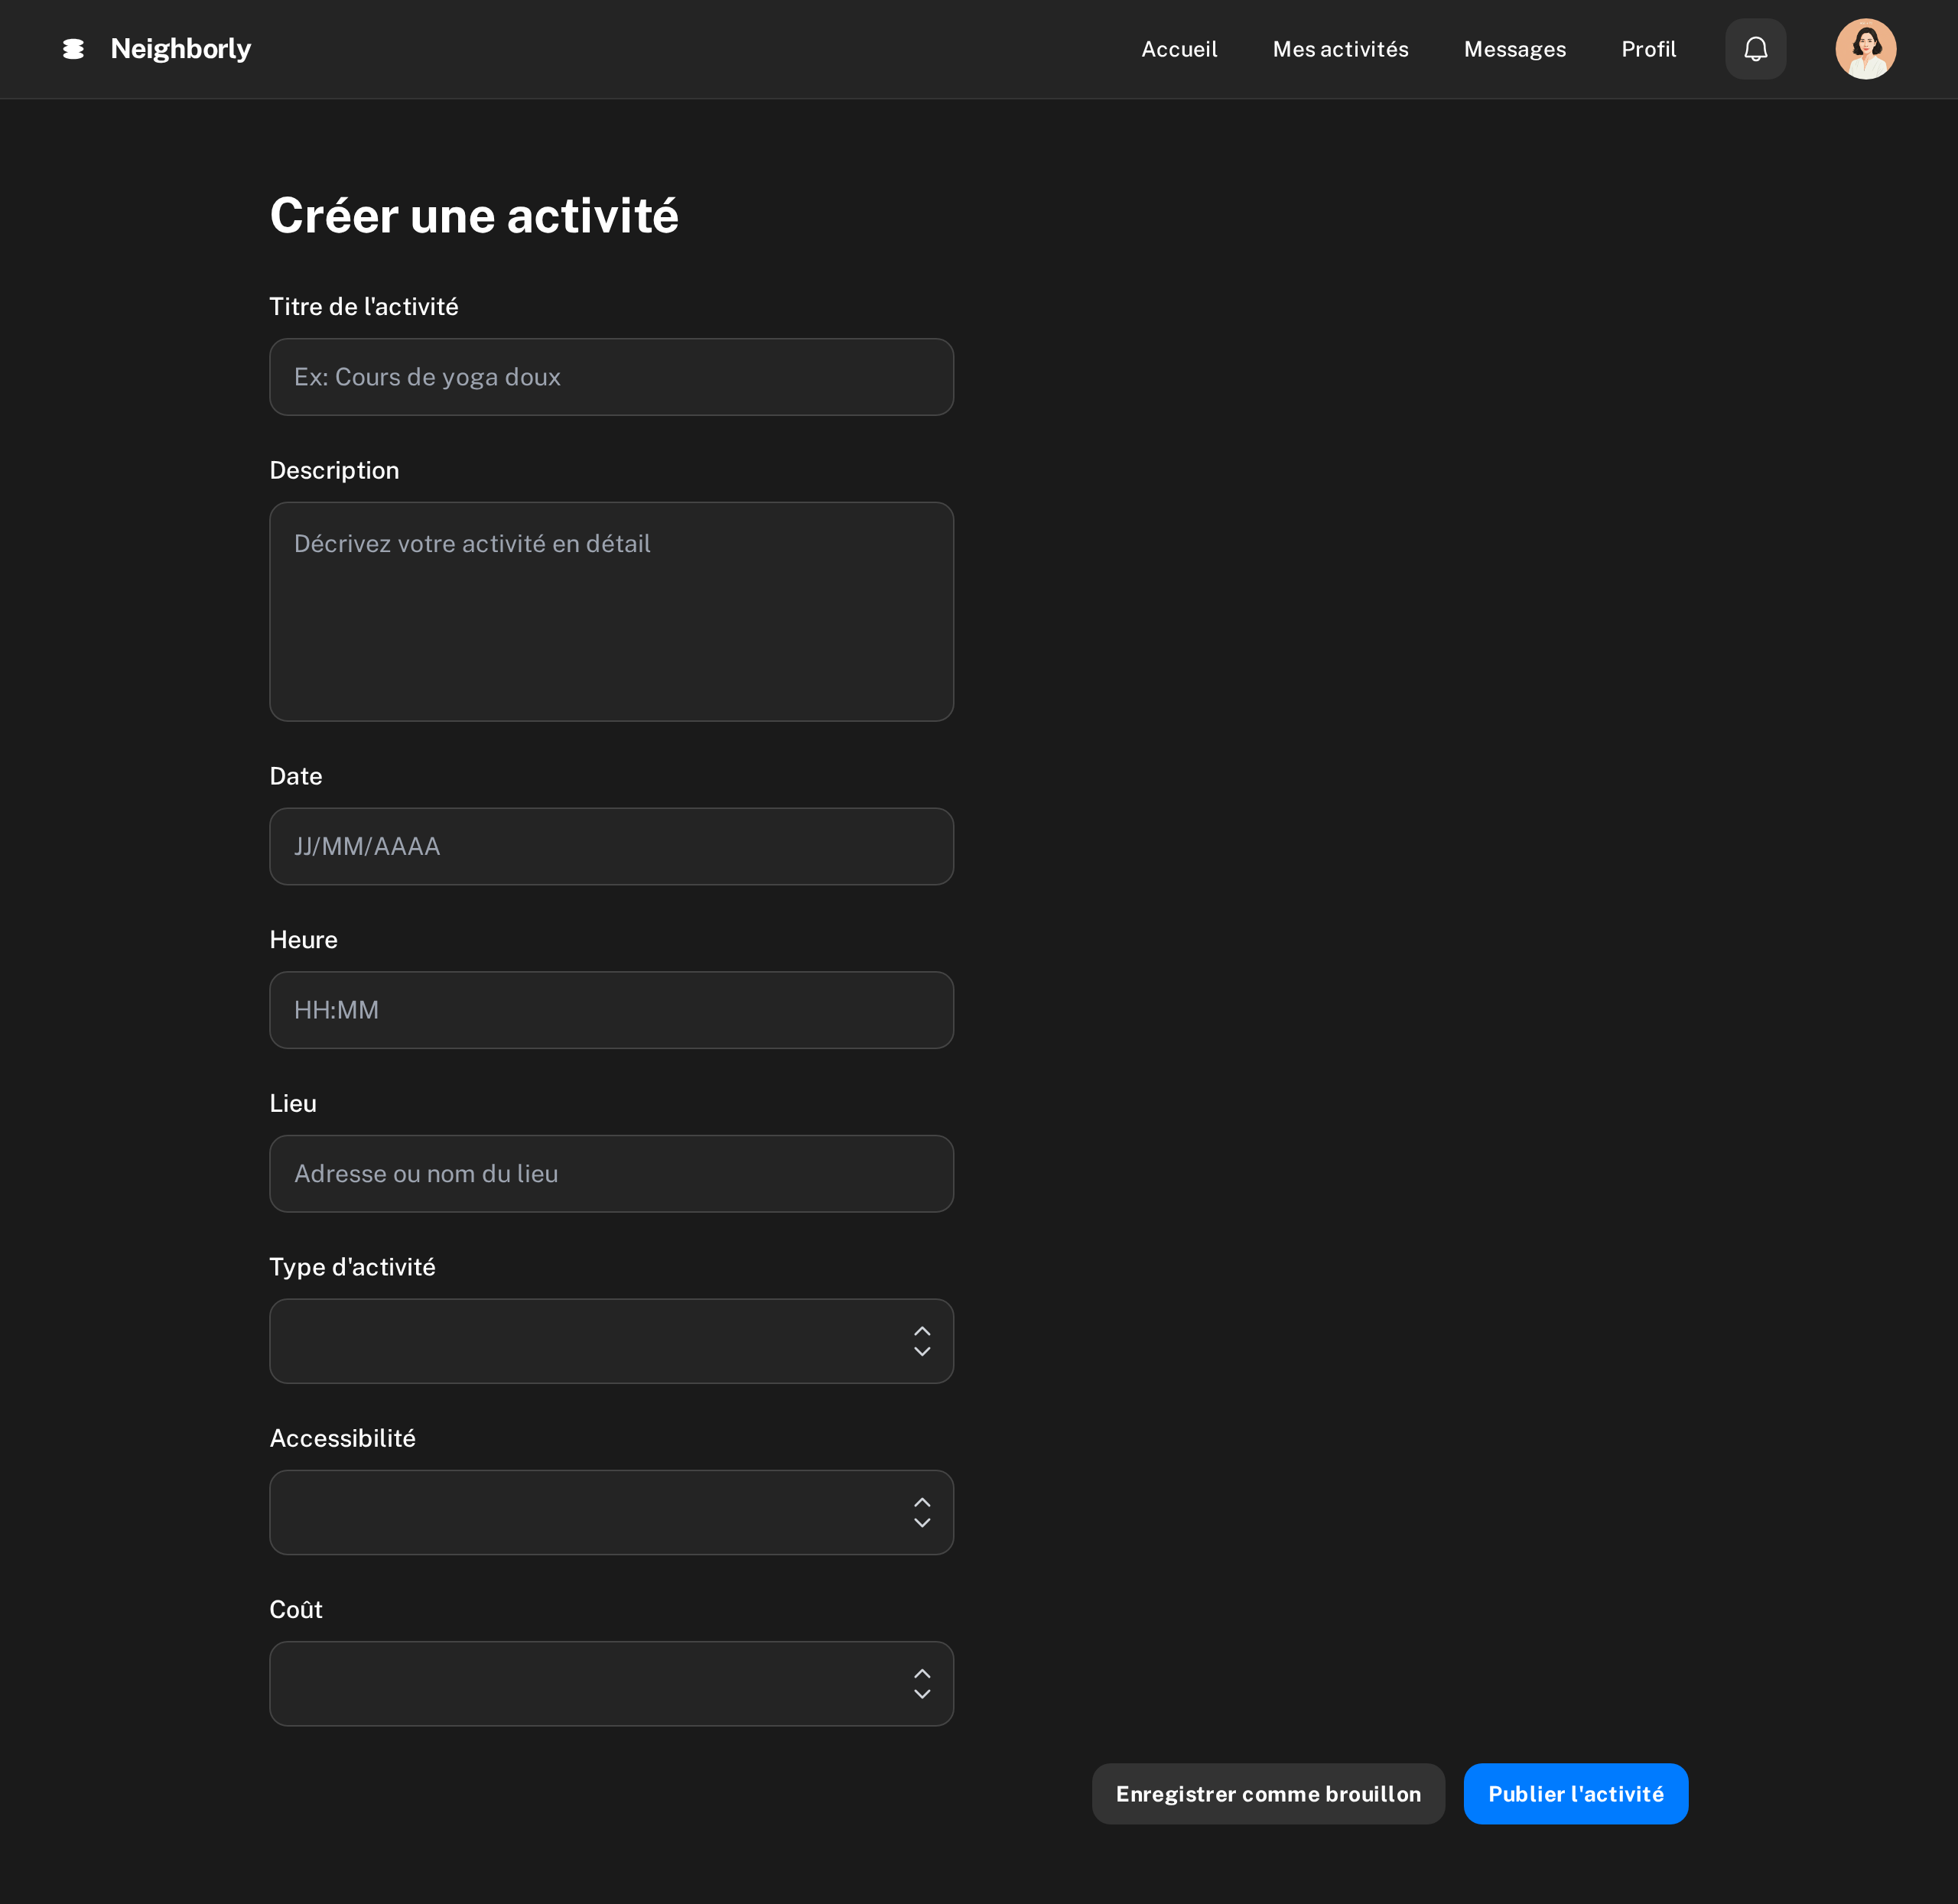 Neighborly
Accueil
Mes activités
Messages
Profil
Créer une activité
Titre de l'activité
Ex: Cours de yoga doux
Description
Décrivez votre activité en détail
Date
JJ/MM/AAAA
Heure
HH:MM
Lieu
Adresse ou nom du lieu
Type d'activité
Accessibilité
Coût
Enregistrer comme brouillon
Publier l'activité